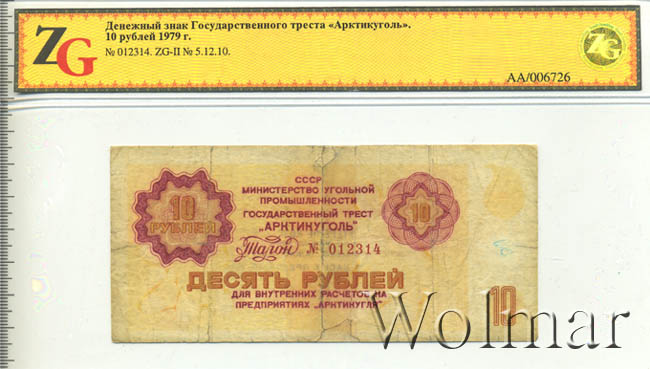 ZG
Денежный знак Государственного треста «Арктикуголь».
10 рублей 1979 г.
№ 012314. ZG-II № 5.12.10.
ZG
АА/006726
СССР
МИНИСТЕРСТВО УГОЛЬНОЙ
ПРОМЫШЛЕННОСТИ
ГОСУДАРСТВЕННЫЙ ТРЕСТ
„АРКТИКУГОЛЬ"
10
РУБЛЕЙ
10
Талон № 012314
ДЕСЯТЬ РУБЛЕЙ
ДЛЯ ВНУТРЕННИХ РАСЧЕТОВ НА
ПРЕДПРИЯТИЯХ „АРКТИКУГЛЯ"
10
Wolmar